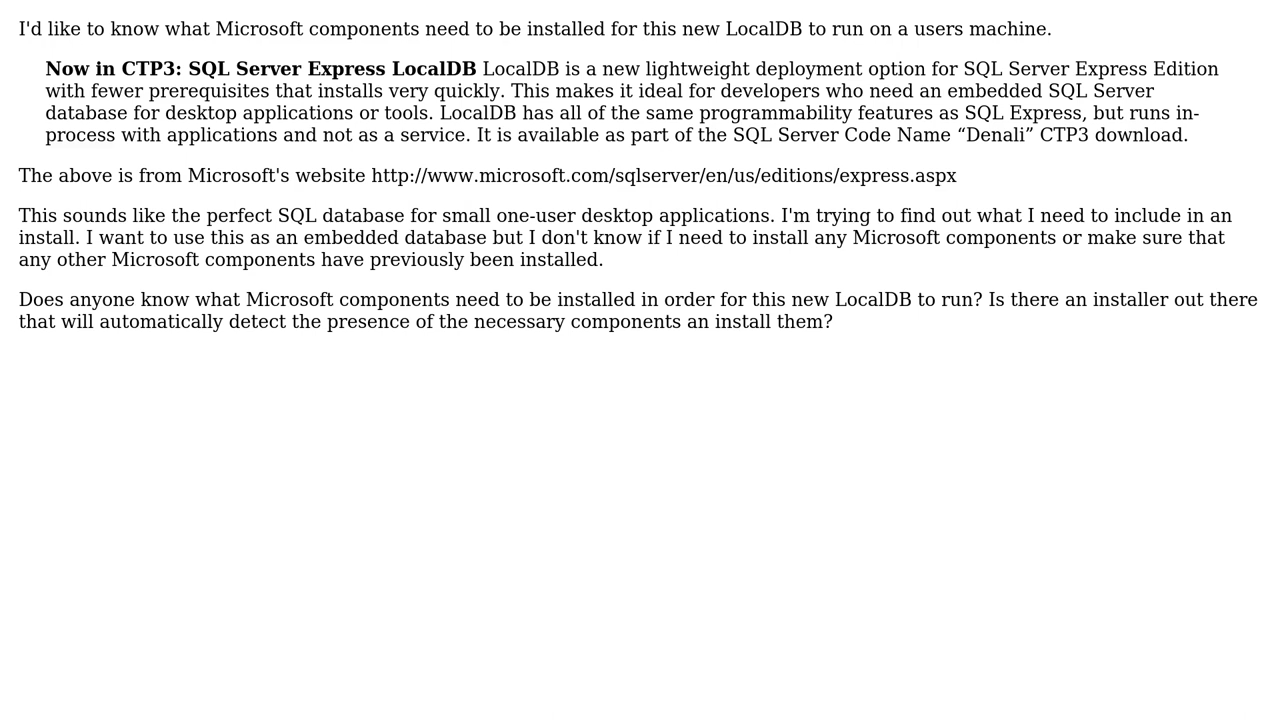 I'd like to know what Microsoft components need to be installed for this new LocalDB to run on a users machine.
Now in CTP3: SQL Server Express LocalDB LocalDB is a new lightweight deployment option for SQL Server Express Edition
with fewer prerequisites that installs very quickly. This makes it ideal for developers who need an embedded SQL Server
database for desktop applications or tools. LocalDB has all of the same programmability features as SQL Express, but runs in-
process with applications and not as a service. It is available as part of the SQL Server Code Name “Denali” CTP3 download.
The above is from Microsoft's website http://www.microsoft.com/sqlserver/en/us/editions/express.aspx
This sounds like the perfect SQL database for small one-user desktop applications. I'm trying to find out what I need to include in an
install. I want to use this as an embedded database but I don't know if I need to install any Microsoft components or make sure that
any other Microsoft components have previously been installed.
Does anyone know what Microsoft components need to be installed in order for this new LocalDB to run? Is there an installer out there
that will automatically detect the presence of the necessary components an install them?